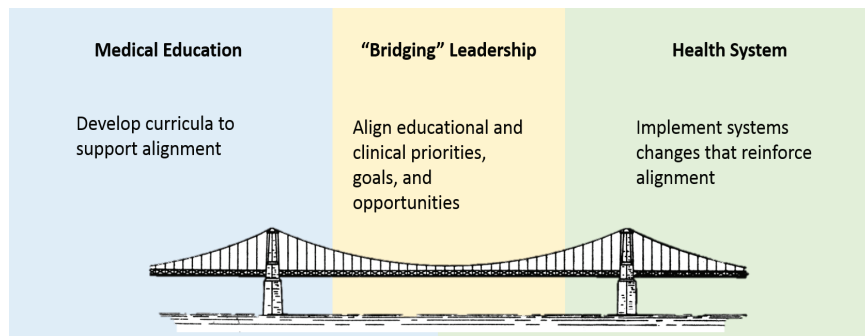 Medical Education
Develop curricula to
support alignment
“Bridging” Leadership
Align educational and
clinical priorities,
goals, and
opportunities
Health System
Implement systems
changes that reinforce
alignment